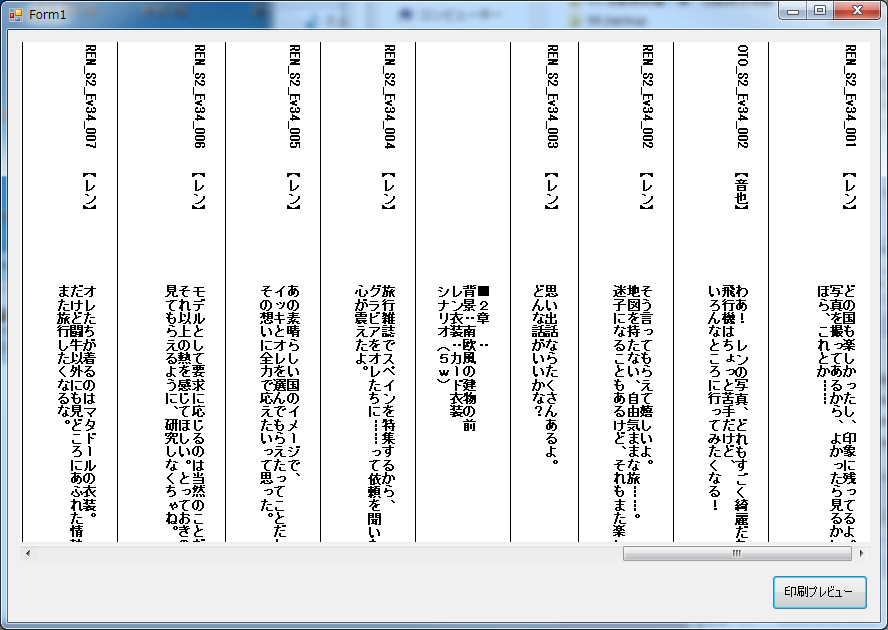 Form1
REN_S2_Ev34_001
【レン】
どの国も楽しかったし、印象に残ってるよ。
写真を撮ってあるから、よかったら見るかい
ほら、これとか……
OTO_S2_Ev34_002
【音也】
わあ！　レンの写真、どれもすごく綺麗だ
飛行機はちょっと苦手だけど、
いろんなところに行ってみたくなる！
REN_S2_Ev34_002
【レン】
そう言ってもらえて嬉しいよ。
地図を持たない、自由気ままな旅……。
迷子になることもあるけど、それもまた楽
REN_S2_Ev34_003
【レン】
思い出話ならたくさんあるよ。
どんな話がいいかな？
■２章：
背景：南欧風の建物の前
レン衣装：カード衣装
シナリオ（５ｗ）
REN_S2_Ev34_004
【レン】
旅行雑誌でスペインを特集するから、
グラビアをオレたちに……って依頼を聞い
心が震えたよ。
REN_S2_Ev34_005
【レン】
あの素晴らしい国のイメージで、
イッキとオレを選んでもらえたってことだ
その想いに全力で応えたいって思った。
REN_S2_Ev34_006
【レン】
モデルとして要求に応じるのは当然のことだ
それ以上の熱を感じてほしい。とっておきの
見てもらえるように、研究しなくちゃね。
REN_S2_Ev34_007
【レン】
オレたちが着るのはマタドールの衣装。
だけど闘牛以外にも見どころにあふれた情
また旅行したくなるな。
印刷プレビュー